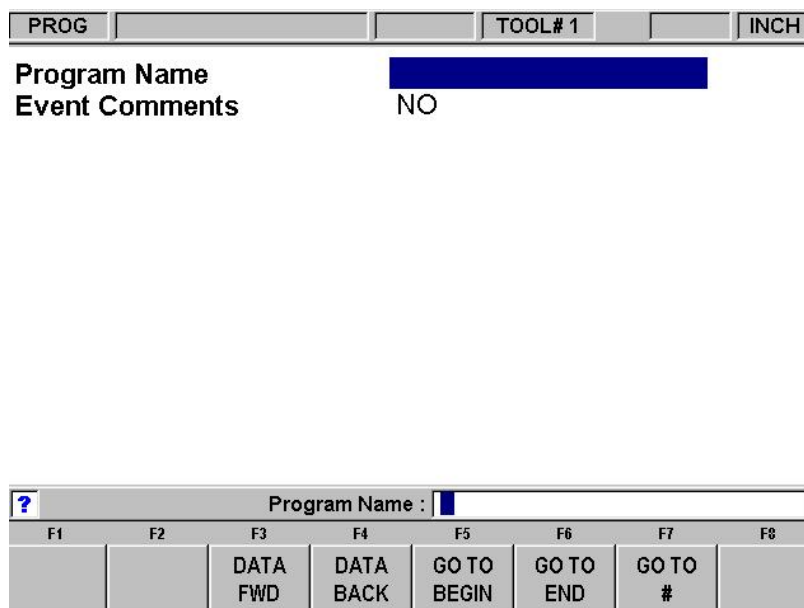 PROG TOOL# 1 INCH
Program Name
Event Comments NO
? Program Name :
F1 F2 F3 F4 F5 F6 F7 F8
DATA DATA GO TO GO TO GO TO
FWD BACK BEGIN END #